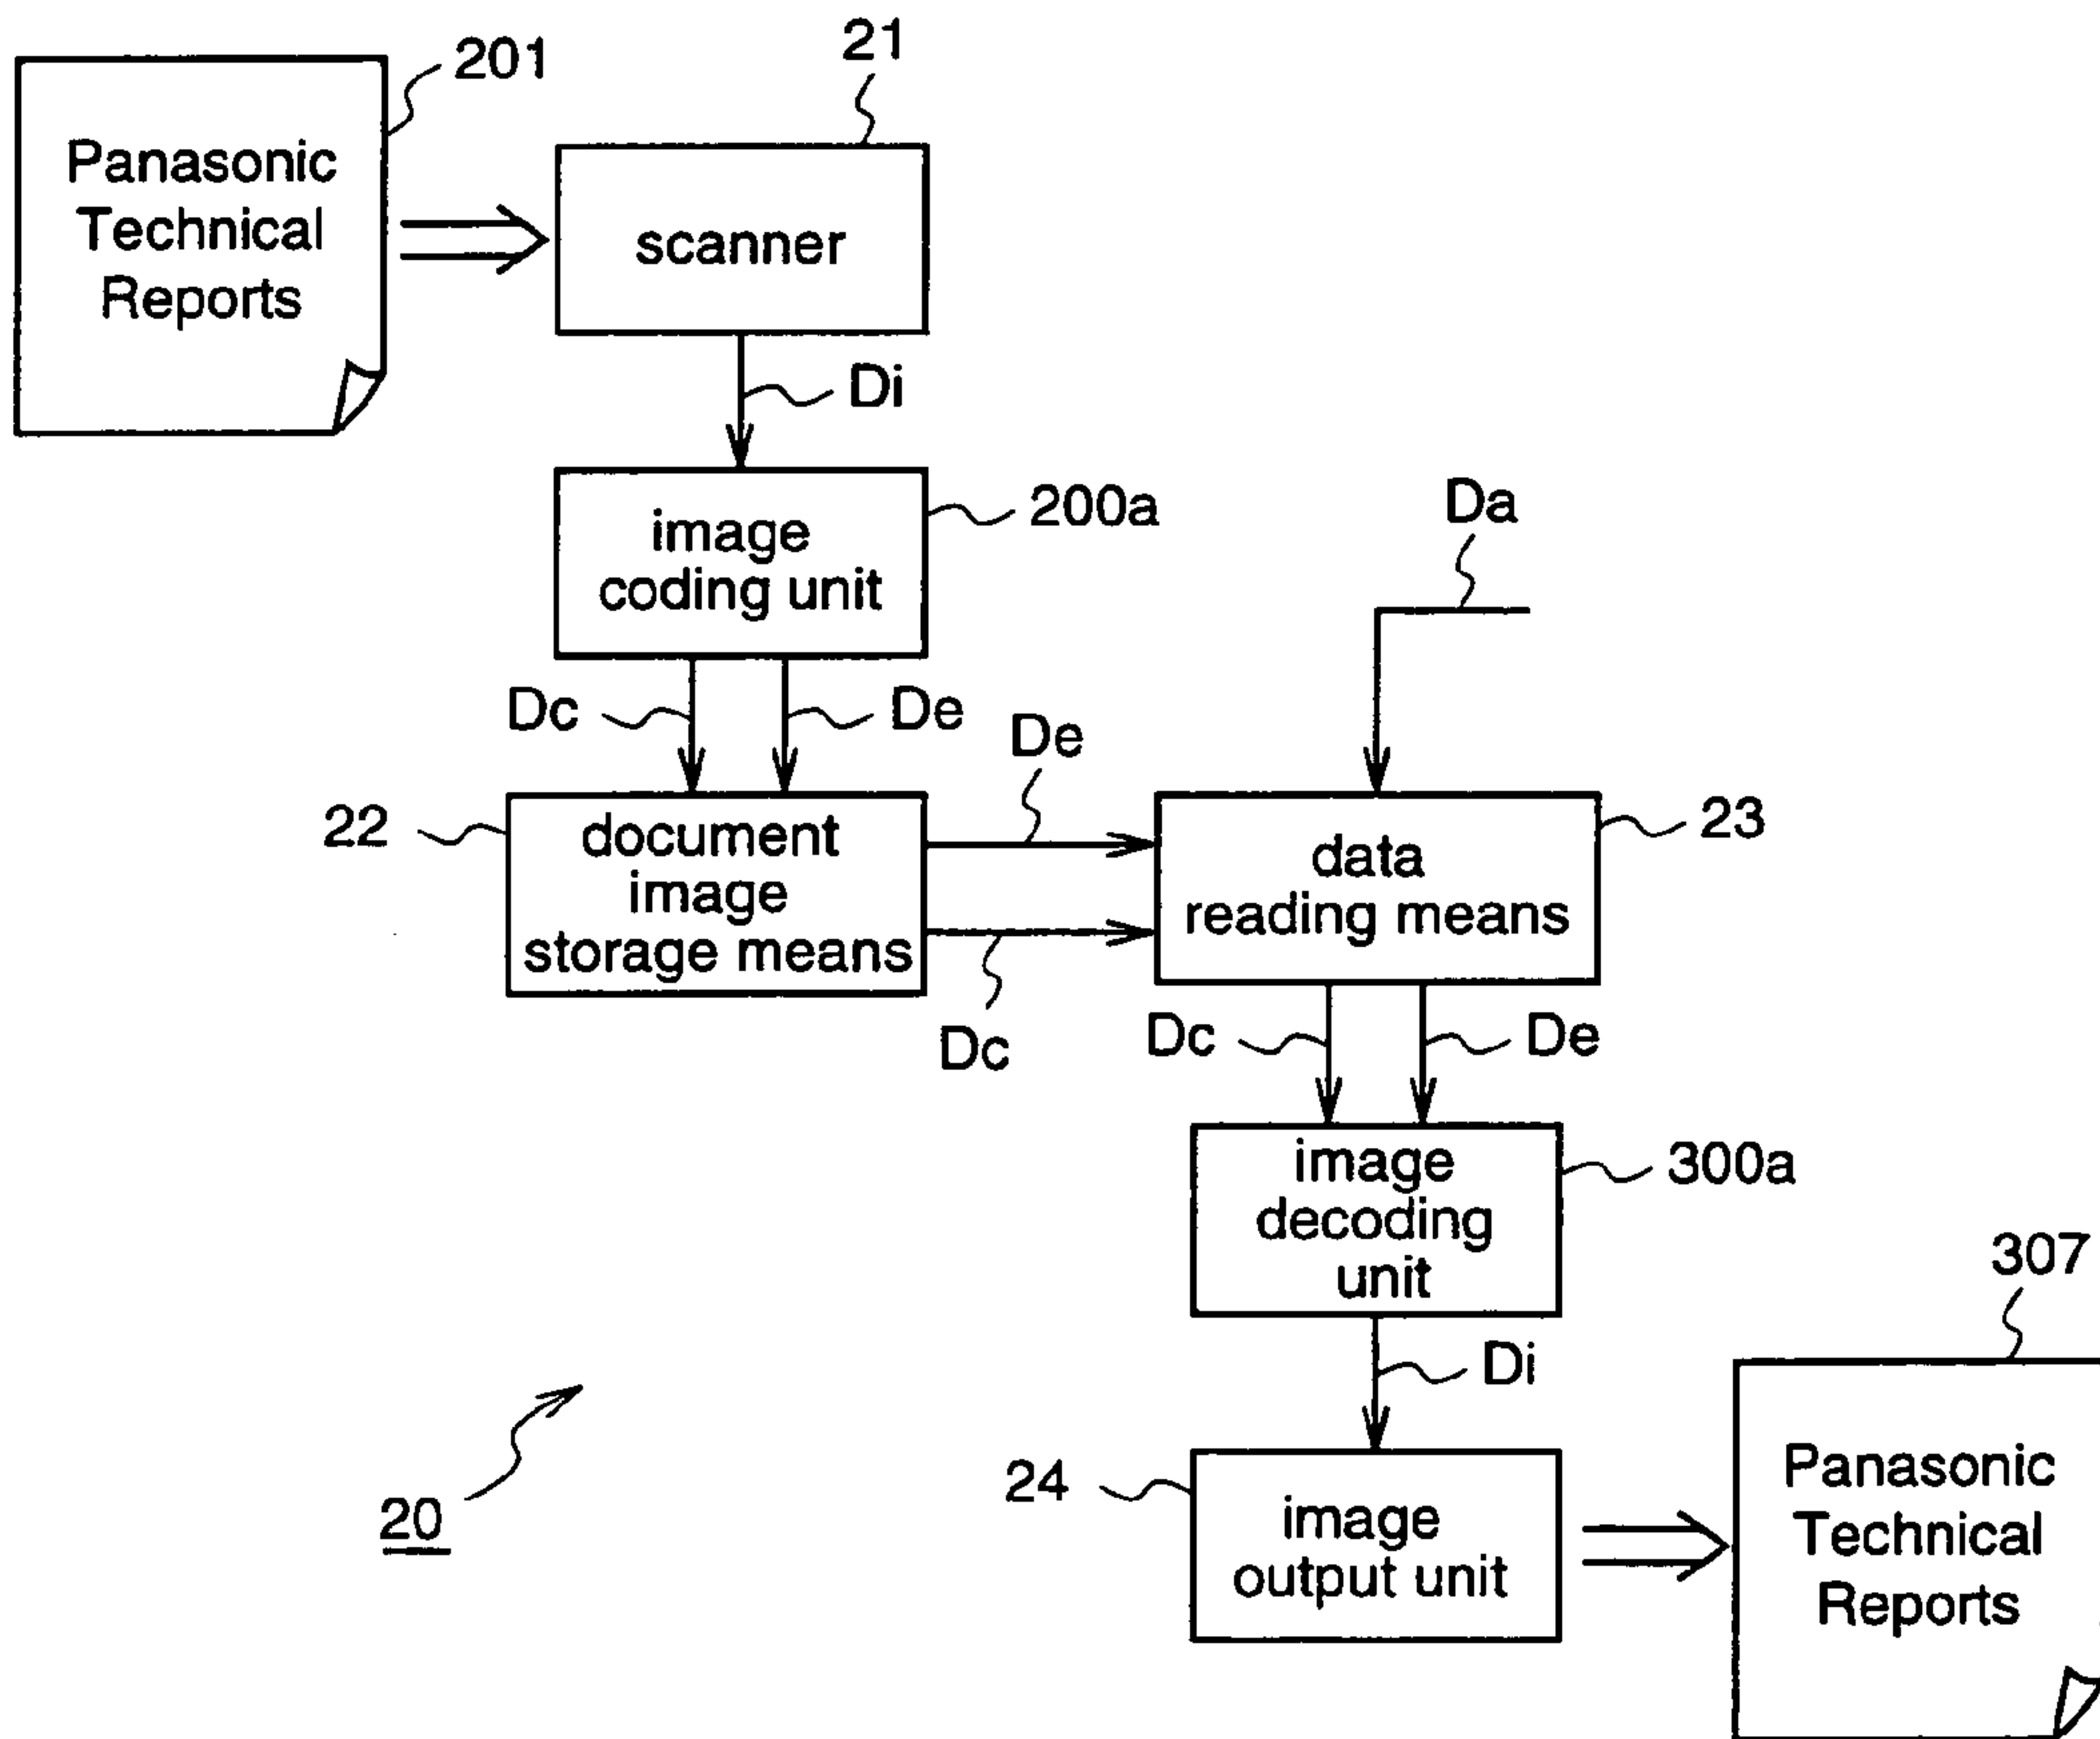 201
Panasonic
Technical
Reports
21
scanner
Di
image
coding unit
200a
Da
Dc
De
De
22
document
image
storage means
data
reading means
23
Dc
Dc
De
image
decoding
unit
300a
Di
307
20
24
image
output unit
Panasonic
Technical
Reports